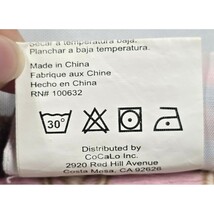 Secar a baja temperatura.
Planchar a baja temperatura.
Made in China
Fabrique aux Chine
Hecho en China
RN# 100632
30°
Distributed by
CoCaLo Inc.
2920 Red Hill Avenue
Costa Mesa, CA 92626